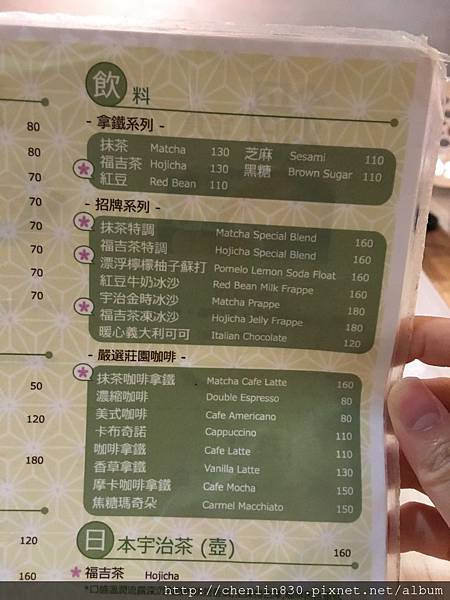 飲料
- 拿鐵系列 -
抹茶 Matcha 130 芝麻 Sesami 110
福吉茶 Hojicha 130 黑糖 Brown Sugar 110
紅豆 Red Bean 110
- 招牌系列 -
抹茶特調 Matcha Special Blend 160
福吉茶特調 Hojicha Special Blend 160
漂浮檸檬柚子蘇打 Pomelo Lemon Soda Float 160
紅豆牛奶冰沙 Red Bean Milk Frappe 160
宇治金時冰沙 Matcha Frappe 180
福吉茶凍冰沙 Hojicha Jelly Frappe 180
暖心義大利可可 Italian Chocolate 120
- 嚴選莊園咖啡 -
抹茶咖啡拿鐵 Matcha Cafe Latte 160
濃縮咖啡 Double Espresso 80
美式咖啡 Cafe Americano 80
卡布奇諾 Cappuccino 110
咖啡拿鐵 Cafe Latte 110
香草拿鐵 Vanilla Latte 130
摩卡咖啡拿鐵 Cafe Mocha 150
焦糖瑪奇朵 Carmel Macchiato 150
日本宇治茶 (壺) 160
福吉茶 Hojicha
80
80
70
70
70
70
70
50
120
180
120
160
http://chenlin830.pixnet.net/album